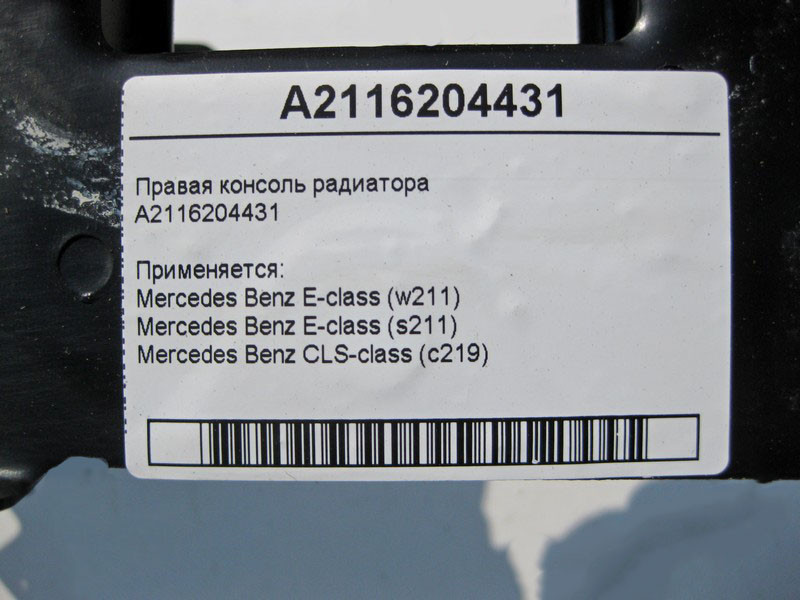 A2116204431
Правая консоль радиатора
A2116204431
Применяется:
Mercedes Benz E-class (w211)
Mercedes Benz E-class (s211)
Mercedes Benz CLS-class (c219)